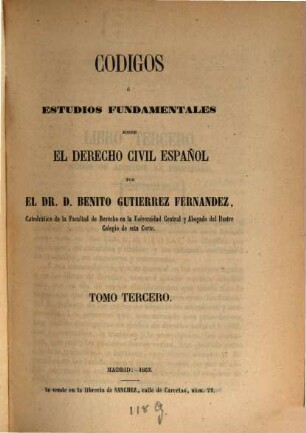 CODIGOS
Ó
ESTUDIOS FUNDAMENTALES
SOBRE
EL DERECHO CIVIL ESPAÑOL
POR
EL DR. D. BENITO GUTIERREZ FERNANDEZ,
Catedrático de la Facultad de Derecho en la Universidad Central y Abogado del Ilustre
Colegio de esta Corte.
TOMO TERCERO.
MADRID:—1863.
Se vende en la librería de SANCHEZ, calle de Carretas, núm. 21.
118 G.